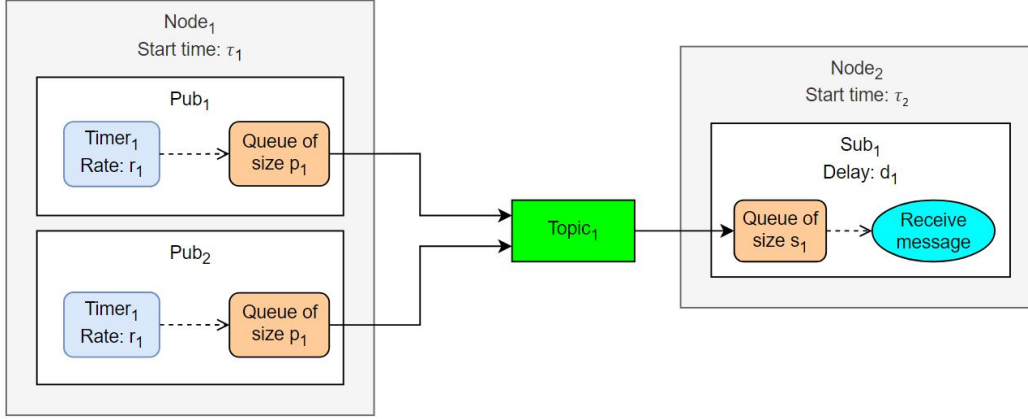 Node₁
Start time: τ₁
Pub₁
Timer₁
Rate: r₁
Queue of
size p₁
Pub₂
Timer₁
Rate: r₁
Queue of
size p₁
Topic₁
Node₂
Start time: τ₂
Sub₁
Delay: d₁
Queue of
size s₁
Receive
message